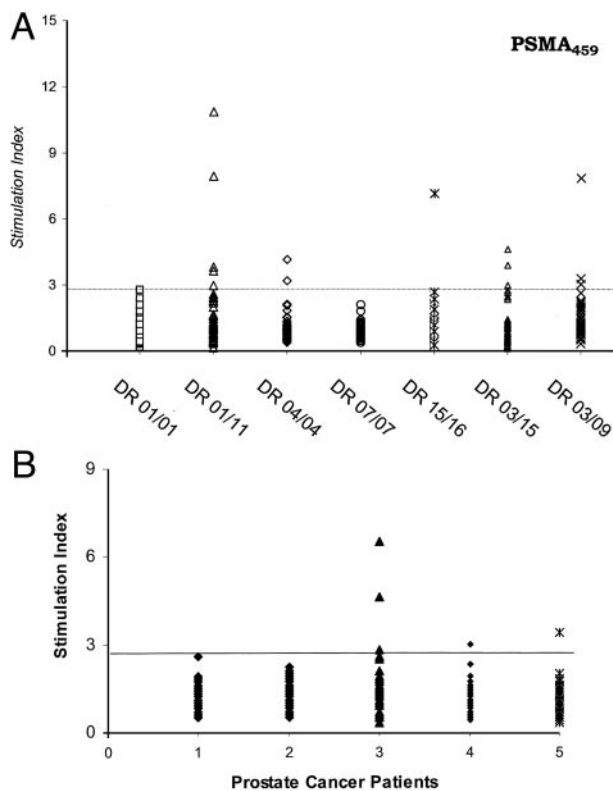 A
PSMA459
Stimulation Index
15
12
9
6
3
0
DR 01/01
DR 01/11
DR 04/04
DR 07/07
DR 15/16
DR 03/15
DR 03/09
B
Stimulation Index
9
6
3
0
0 1 2 3 4 5
Prostate Cancer Patients